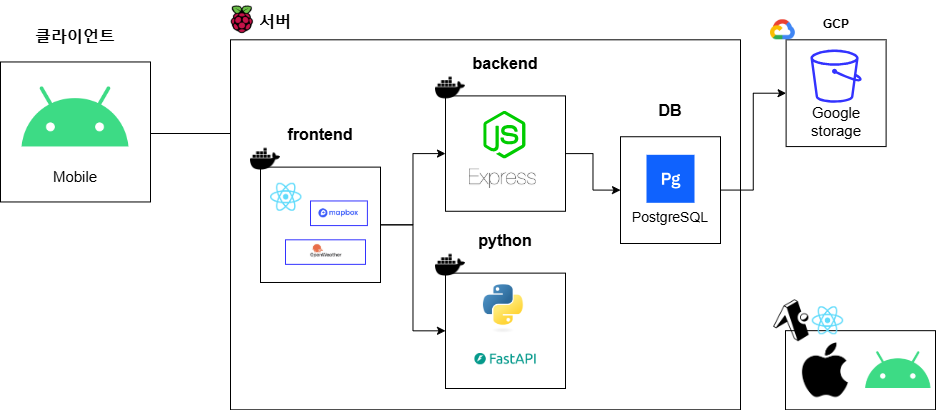 클라이언트
Mobile
서버
frontend
mapbox
OpenWeather
backend
JS
Express
python
FastAPI
DB
Pg
PostgreSQL
GCP
Google
storage